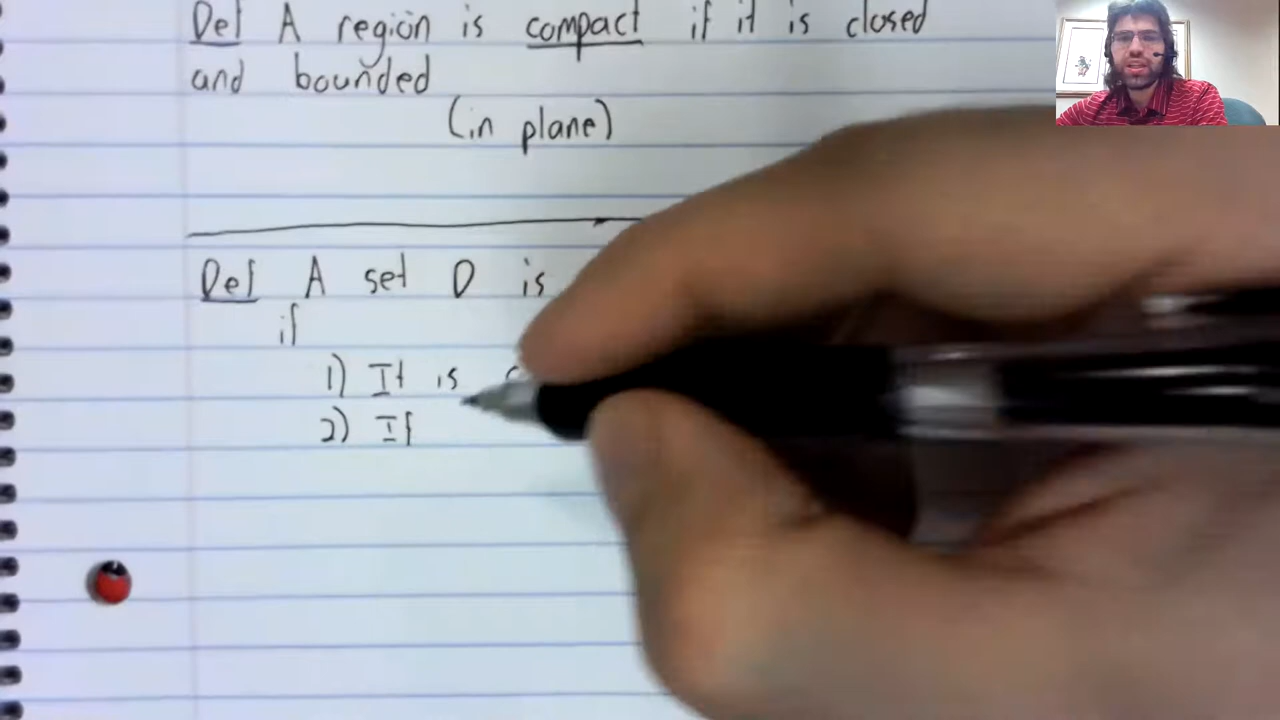 Def A region is compact if it is closed
and bounded
(in plane)
Def A set D is
if
1) It is
2) If